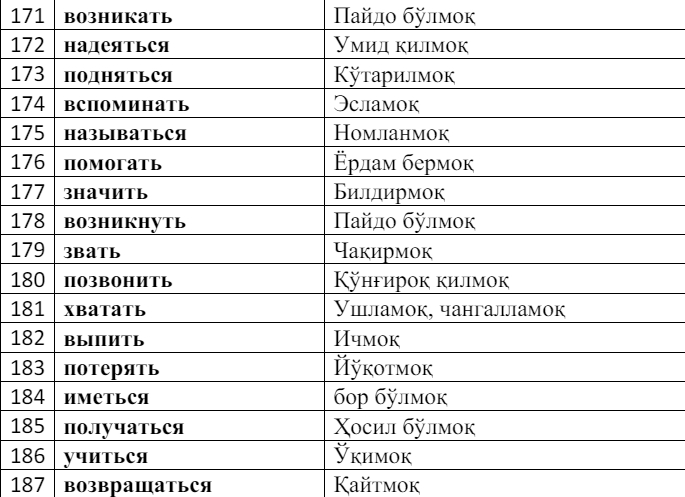 171 возникать Пайдо бўлмоқ
172 надеяться Умид қилмоқ
173 подняться Кўтарилмоқ
174 вспоминать Эсламоқ
175 называться Номланмоқ
176 помогать Ёрдам бермоқ
177 значить Билдирмоқ
178 возникнуть Пайдо бўлмоқ
179 звать Чақирмоқ
180 позвонить Қўнғироқ қилмоқ
181 хватать Ушламоқ, чангалламоқ
182 выпить Ичмоқ
183 потерять Йўқотмоқ
184 иметься бор бўлмоқ
185 получаться Ҳосил бўлмоқ
186 учиться Ўқимоқ
187 возвращаться Қайтмоқ